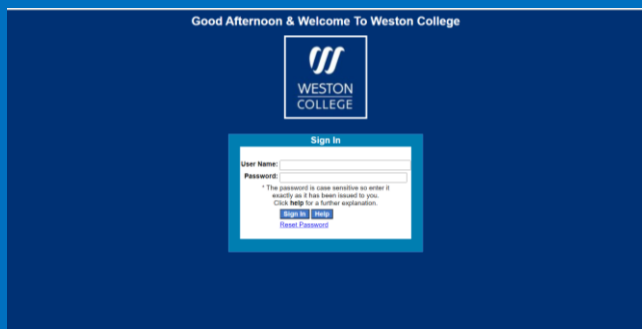 Good Afternoon & Welcome To Weston College
WESTON
COLLEGE
Sign In
User Name:
Password:
* The password is case sensitive so enter it
exactly as it has been issued to you.
Click help for a further explanation.
Sign In Help
Reset Password